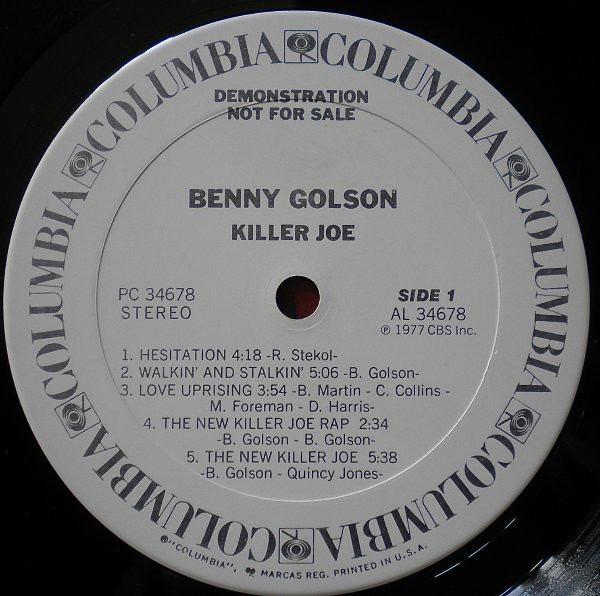 COLUMBIA COLUMBIA COLUMBIA COLUMBIA COLUMBIA COLUMBIA COLUMBIA COLUMBIA
DEMONSTRATION
NOT FOR SALE
BENNY GOLSON
KILLER JOE
PC 34678
STEREO
SIDE 1
AL 34678
℗ 1977 CBS Inc.
1. HESITATION 4:18 -R. Stekol-
2. WALKIN' AND STALKIN' 5:06 -B. Golson-
3. LOVE UPRISING 3:54 -B. Martin - C. Collins -
M. Foreman - D. Harris-
4. THE NEW KILLER JOE RAP 2:34
-B. Golson - B. Golson-
5. THE NEW KILLER JOE 5:38
-B. Golson - Quincy Jones-
®"COLUMBIA", MARCAS REG. PRINTED IN U.S.A.